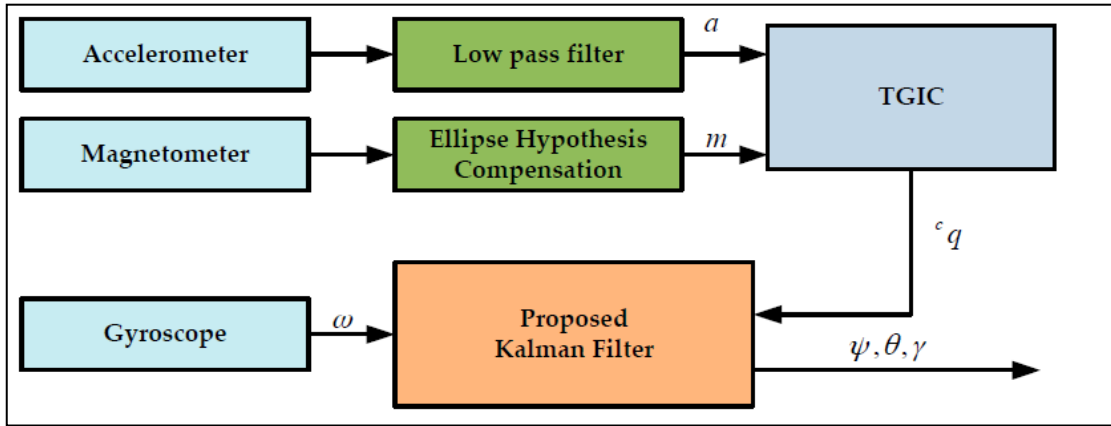 Accelerometer
Low pass filter
a
TGIC
Magnetometer
Ellipse Hypothesis
Compensation
m
c q
Gyroscope
ω
Proposed
Kalman Filter
ψ, θ, γ